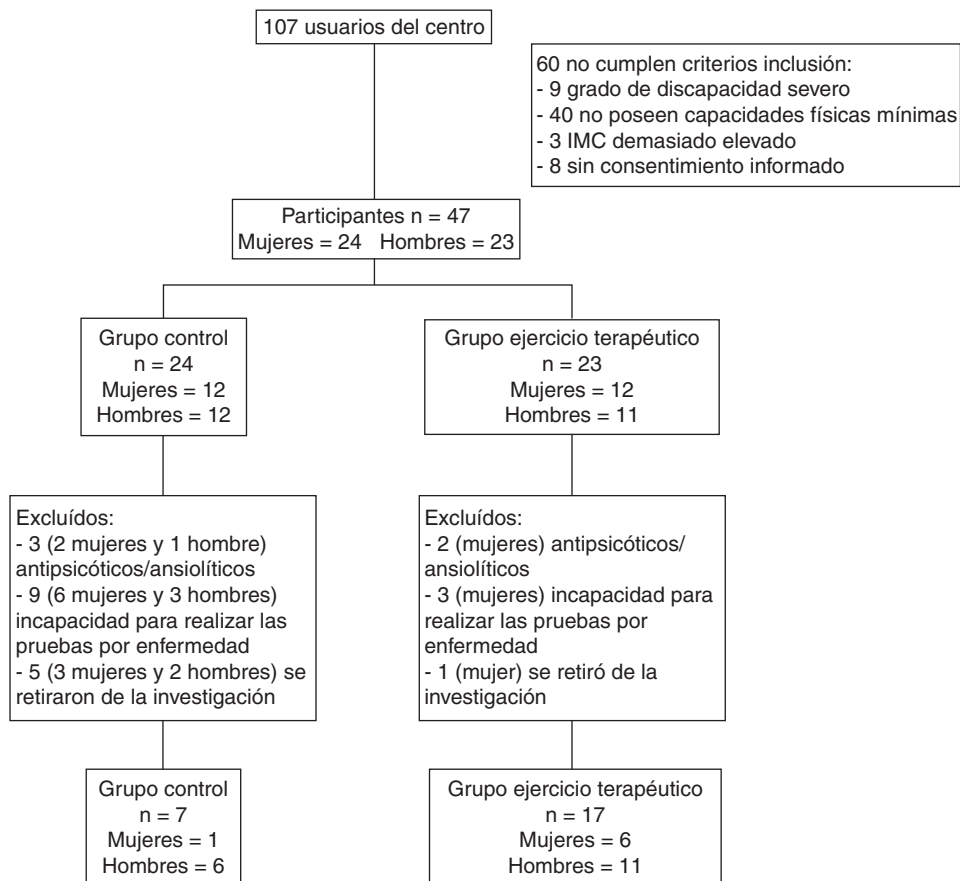 107 usuarios del centro
60 no cumplen criterios inclusión:
- 9 grado de discapacidad severo
- 40 no poseen capacidades físicas mínimas
- 3 IMC demasiado elevado
- 8 sin consentimiento informado
Participantes n = 47
Mujeres = 24 Hombres = 23
Grupo control
n = 24
Mujeres = 12
Hombres = 12
Grupo ejercicio terapéutico
n = 23
Mujeres = 12
Hombres = 11
Excluídos:
- 3 (2 mujeres y 1 hombre)
antipsicóticos/ansiolíticos
- 9 (6 mujeres y 3 hombres)
incapacidad para realizar las
pruebas por enfermedad
- 5 (3 mujeres y 2 hombres) se
retiraron de la investigación
Excluídos:
- 2 (mujeres) antipsicóticos/
ansiolíticos
- 3 (mujeres) incapacidad para
realizar las pruebas por
enfermedad
- 1 (mujer) se retiró de la
investigación
Grupo control
n = 7
Mujeres = 1
Hombres = 6
Grupo ejercicio terapéutico
n = 17
Mujeres = 6
Hombres = 11